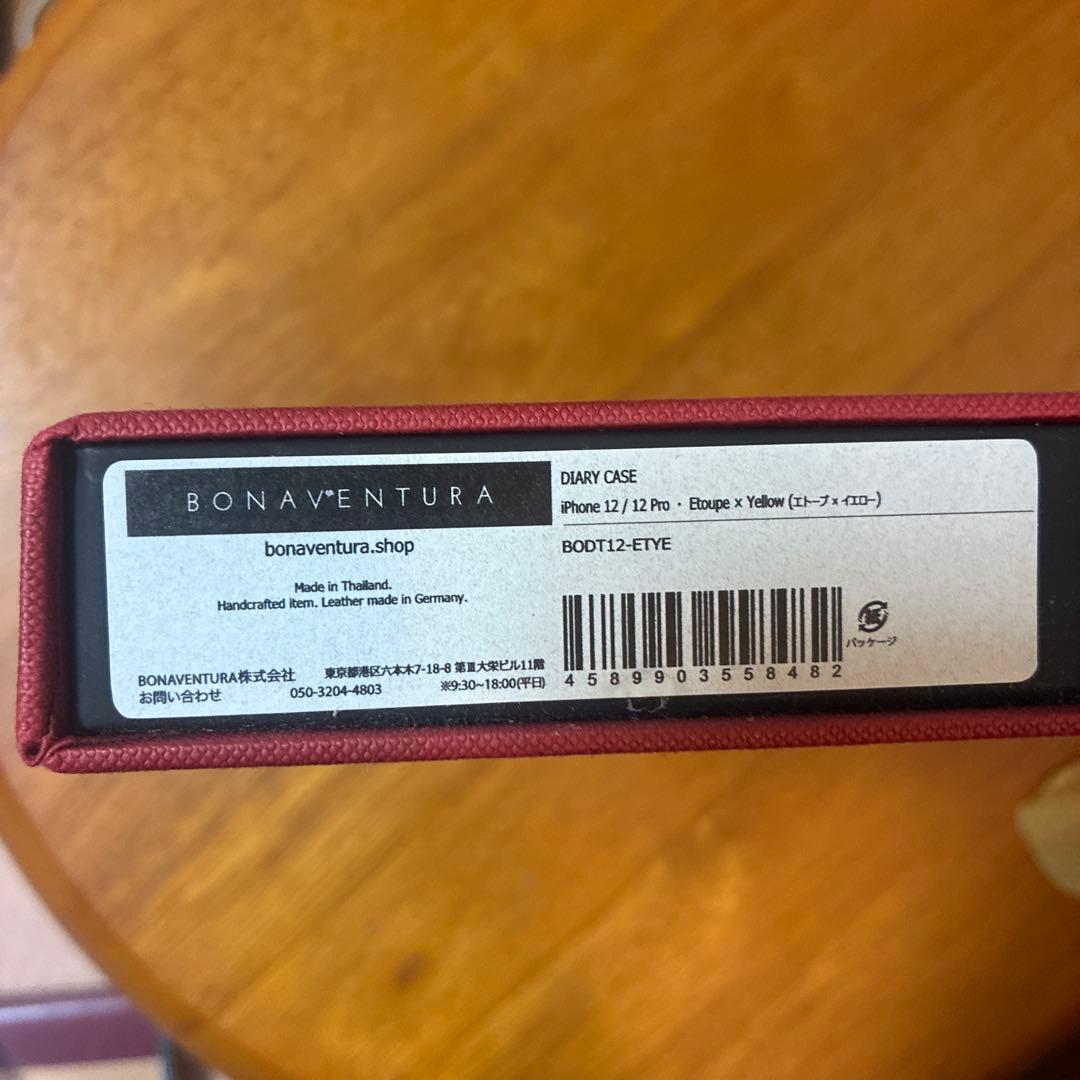 BONAVENTURA
bonaventura.shop
Made in Thailand.
Handcrafted item. Leather made in Germany.
BONAVENTURA株式会社 東京都港区六本木7-18-8 第Ⅲ大栄ビル11階
お問い合わせ 050-3204-4803 ※9:30~18:00(平日)
DIARY CASE
iPhone 12 / 12 Pro ・ Etoupe × Yellow (エトープ × イエロー)
BODT12-ETYE
4589903558482
パッケージ